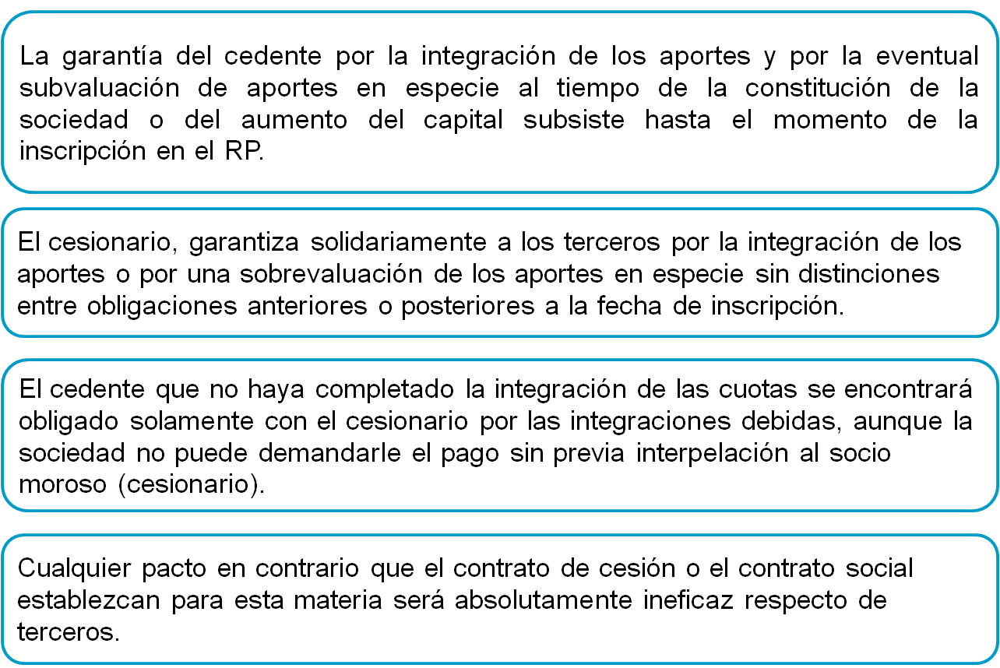 La garantía del cedente por la integración de los aportes y por la eventual
subvaluación de aportes en especie al tiempo de la constitución de la
sociedad o del aumento del capital subsiste hasta el momento de la
inscripción en el RP.
El cesionario, garantiza solidariamente a los terceros por la integración de los
aportes o por una sobrevaluación de los aportes en especie sin distinciones
entre obligaciones anteriores o posteriores a la fecha de inscripción.
El cedente que no haya completado la integración de las cuotas se encontrará
obligado solamente con el cesionario por las integraciones debidas, aunque la
sociedad no puede demandarle el pago sin previa interpelación al socio
moroso (cesionario).
Cualquier pacto en contrario que el contrato de cesión o el contrato social
establezcan para esta materia será absolutamente ineficaz respecto de
terceros.